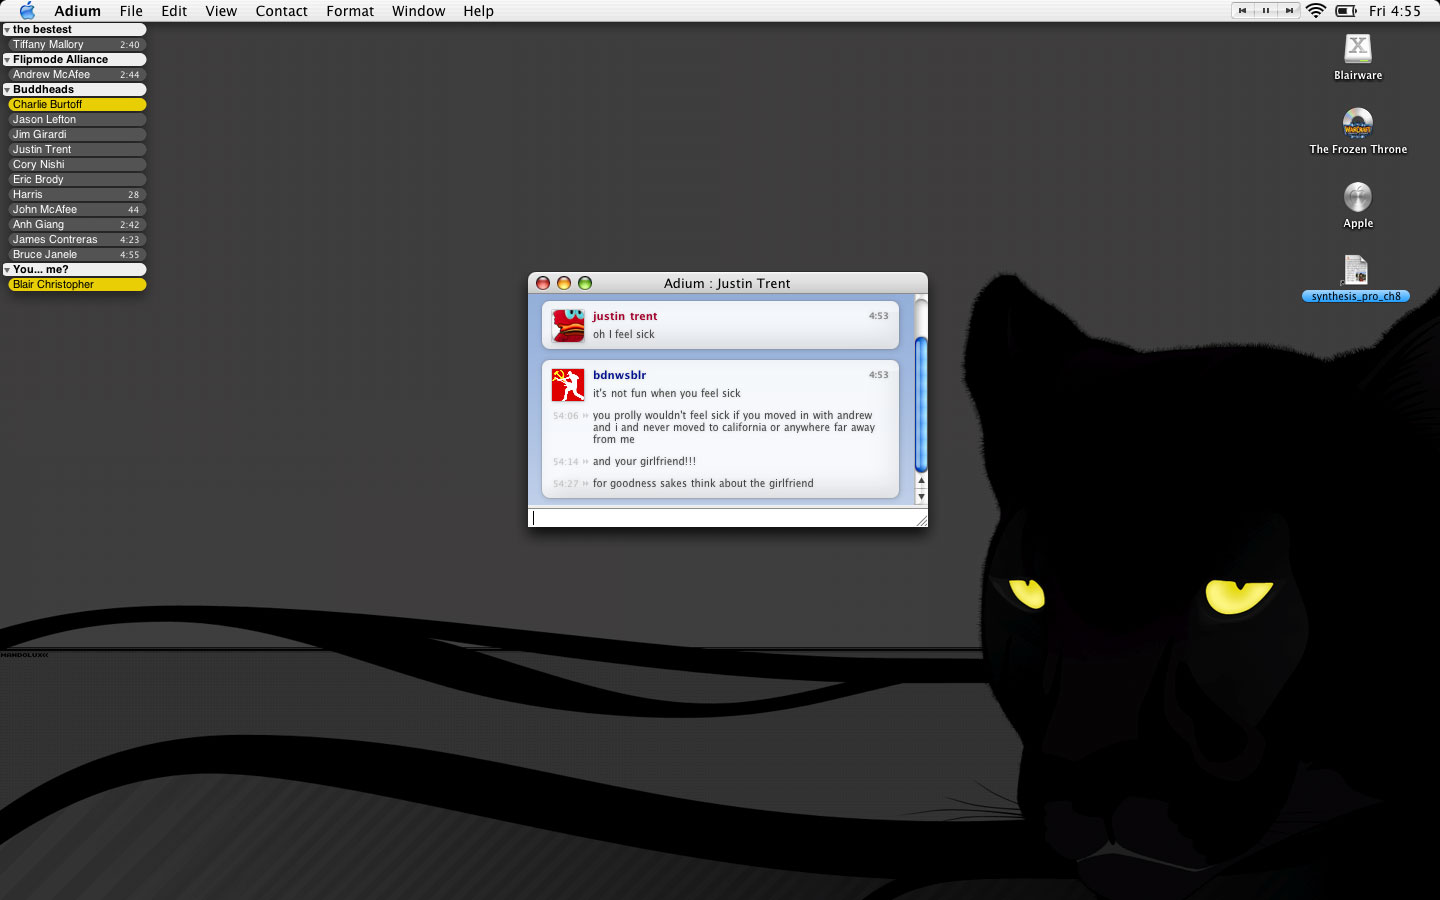 Adium File Edit View Contact Format Window Help Fri 4:55
the bestest
Tiffany Mallory 2:40
Flipmode Alliance
Andrew McAfee 2:44
Buddheads
Charlie Burtoff
Jason Lefton
Jim Girardi
Justin Trent
Cory Nishi
Eric Brody
Harris 28
John McAfee 44
Anh Giang 2:42
James Contreras 4:23
Bruce Janele 4:55
You... me?
Blair Christopher
Blairware
The Frozen Throne
Apple
synthesis_pro_ch8
Adium : Justin Trent
justin trent 4:53
oh I feel sick
bdnwsblr 4:53
it's not fun when you feel sick
54:06 you prolly wouldn't feel sick if you moved in with andrew
and i and never moved to california or anywhere far away
from me
54:14 and your girlfriend!!!
54:27 for goodness sakes think about the girlfriend
MANDOLUX